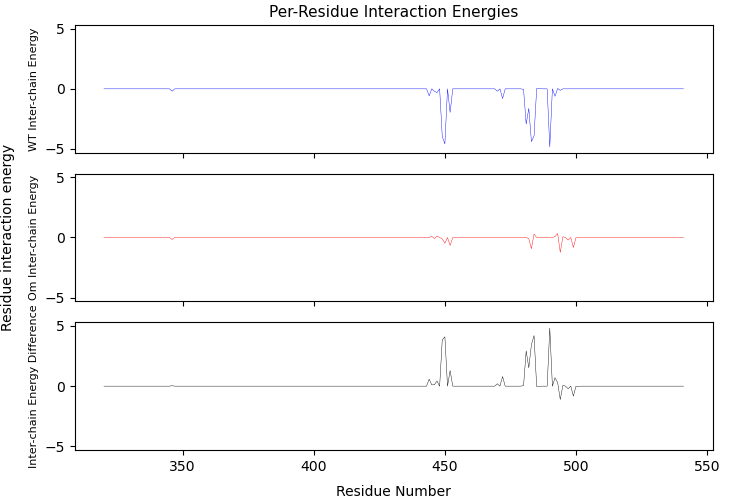 Per-Residue Interaction Energies
Residue interaction energy
WT Inter-chain Energy
5
0
−5
Om Inter-chain Energy
5
0
−5
Inter-chain Energy Difference
5
0
−5
350
400
450
500
550
Residue Number